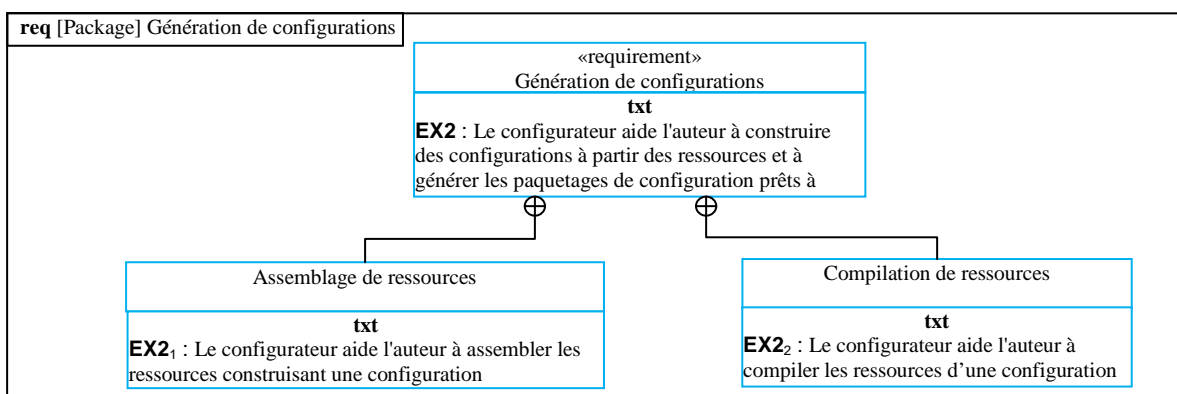 req [Package] Génération de configurations
«requirement»
Génération de configurations
txt
EX2 : Le configurateur aide l'auteur à construire
des configurations à partir des ressources et à
générer les paquetages de configuration prêts à
Assemblage de ressources
txt
EX2₁ : Le configurateur aide l'auteur à assembler les
ressources construisant une configuration
Compilation de ressources
txt
EX2₂ : Le configurateur aide l'auteur à
compiler les ressources d’une configuration